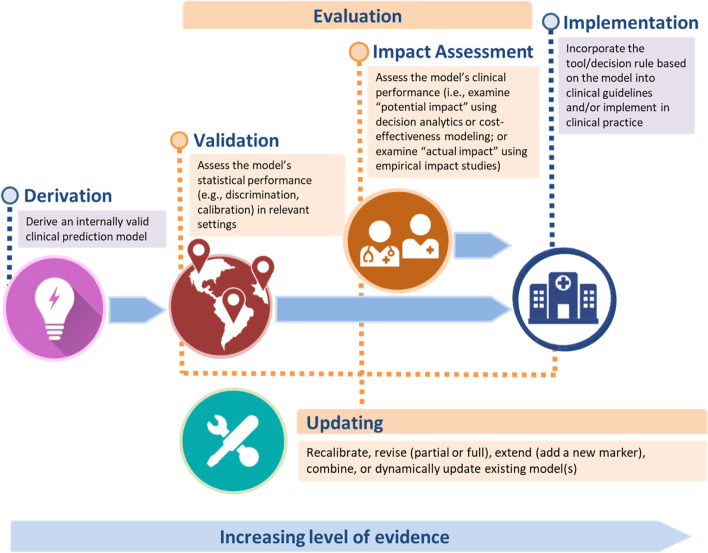 Evaluation
Implementation
Incorporate the
tool/decision rule based
on the model into
clinical guidelines
and/or implement in
clinical practice
Impact Assessment
Assess the model's clinical
performance (i.e., examine
"potential impact" using
decision analytics or cost-
effectiveness modeling; or
examine "actual impact" using
empirical impact studies)
Validation
Assess the model's
statistical performance
(e.g., discrimination,
calibration) in relevant
settings
Derivation
Derive an internally valid
clinical prediction model
Updating
Recalibrate, revise (partial or full), extend (add a new marker),
combine, or dynamically update existing model(s)
Increasing level of evidence